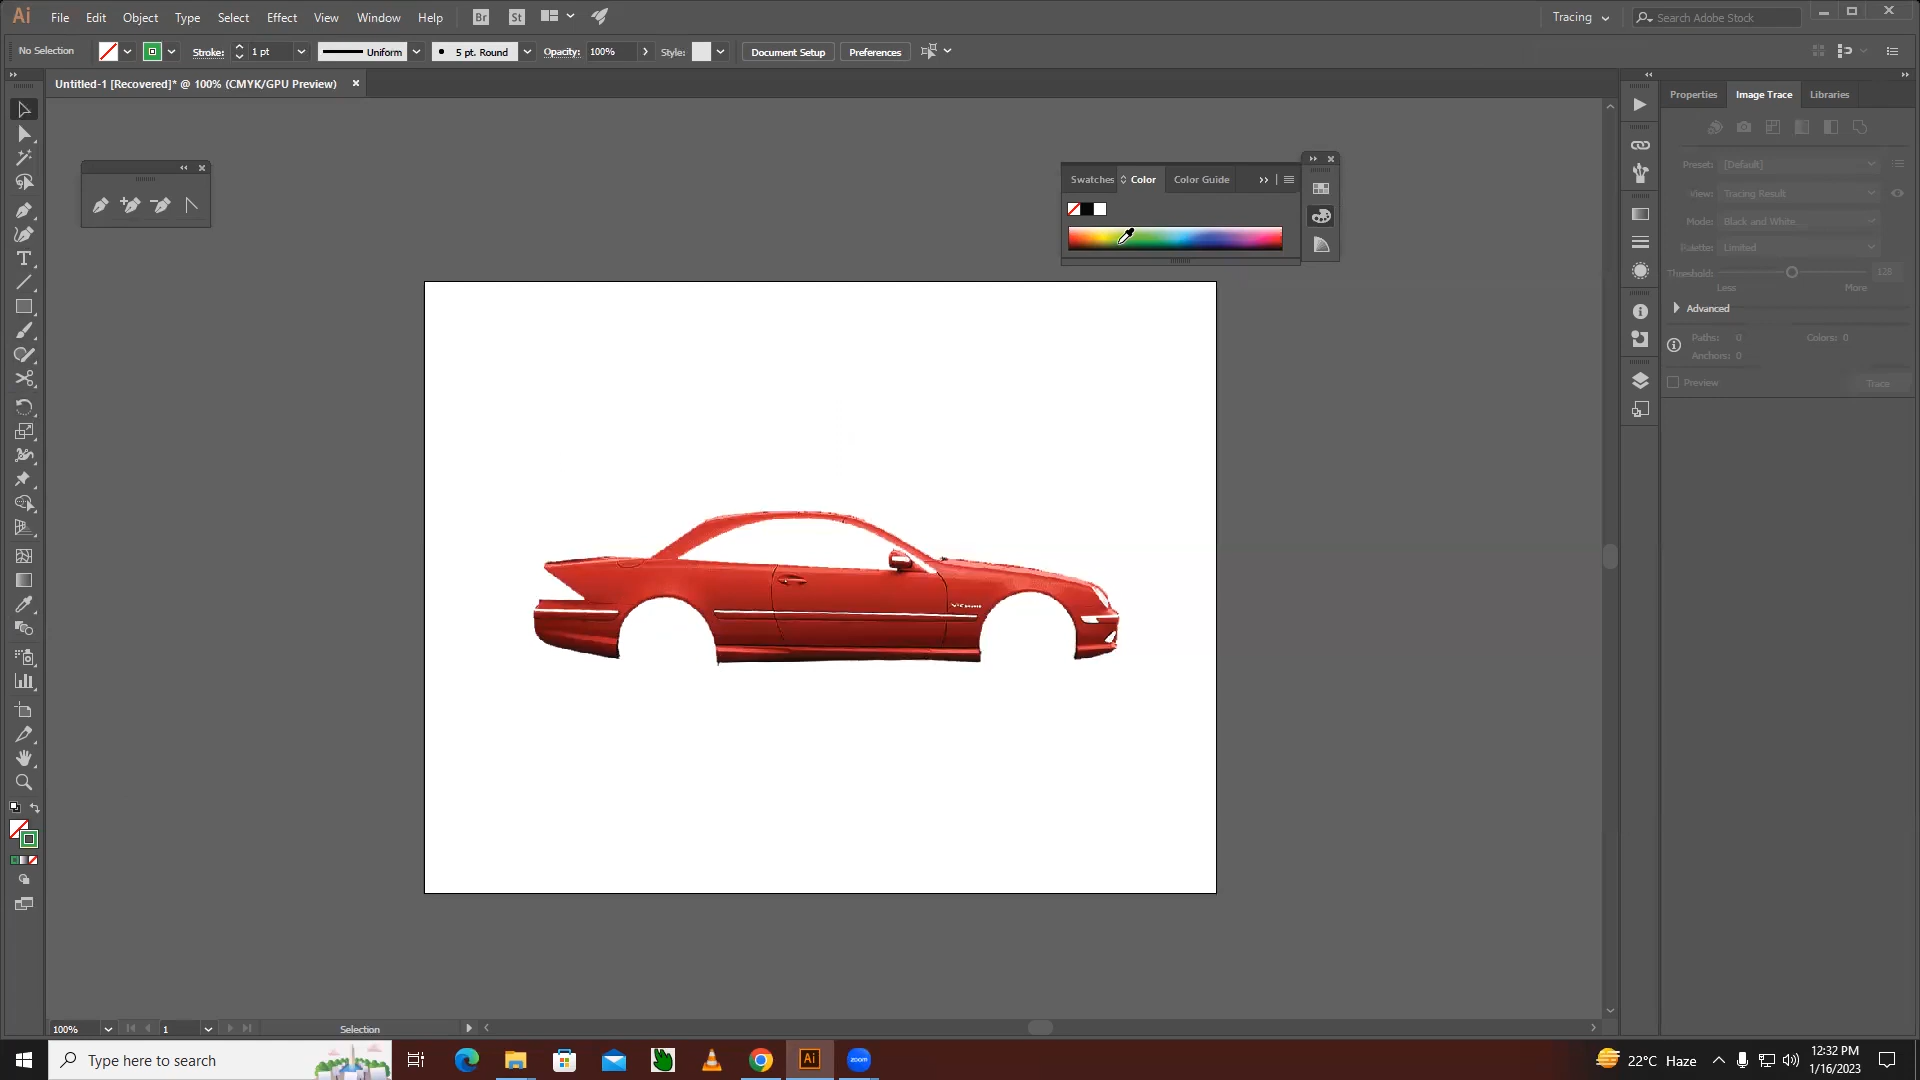 Ai File Edit Object Type Select Effect View Window Help Br St Tracing Search Adobe Stock
No Selection Stroke: 1 pt Uniform 5 pt. Round Opacity: 100% Style: Document Setup Preferences
Untitled-1 [Recovered]* @ 100% (CMYK/GPU Preview)
Properties Image Trace Libraries
Preset: [Default]
View: Tracing Result
Mode: Black and White...
Palette: Limited
Threshold: 128
Less More
Advanced
Paths: 0 Colors: 0
Anchors: 0
Preview Trace
Swatches Color Color Guide
T
100% 1 Selection
Type here to search Ai zoom 22°C Haze 12:32 PM
1/16/2023